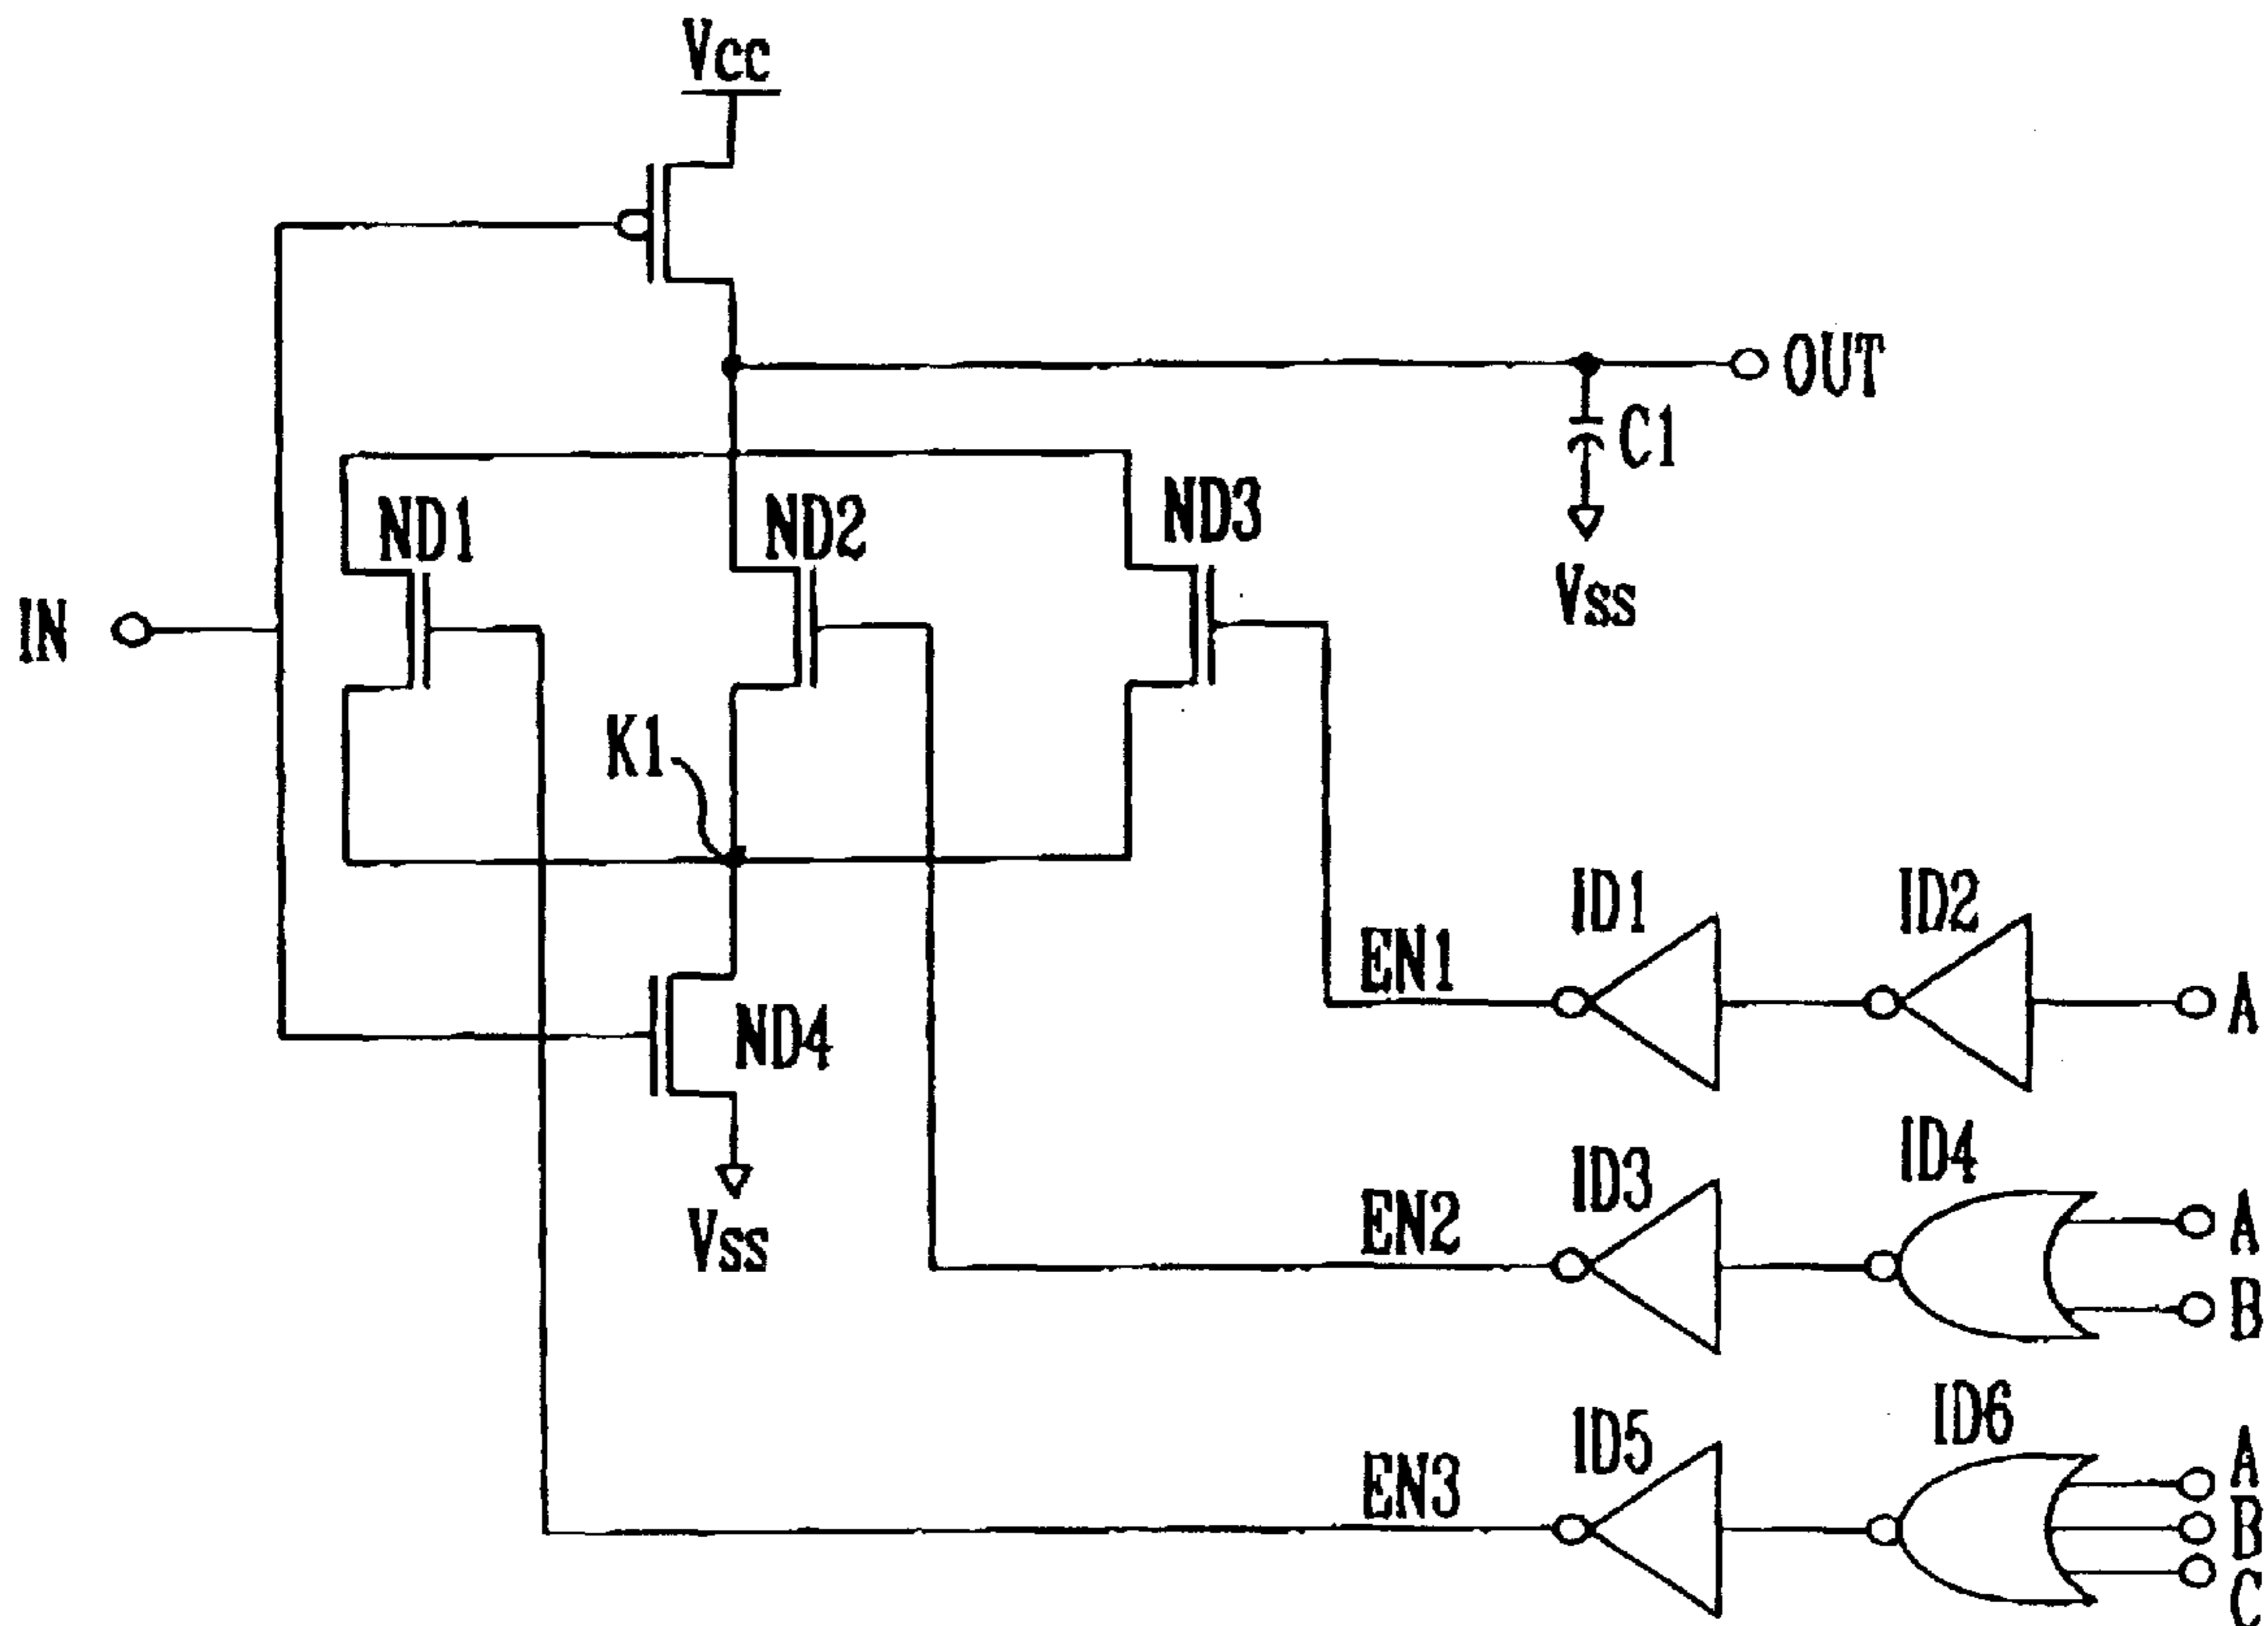 Vcc
OUT
C1
Vss
ND1
ND2
ND3
IN
K1
ND4
Vss
EN1
ID1
ID2
A
EN2
ID3
ID4
A
B
EN3
ID5
ID6
A
B
C